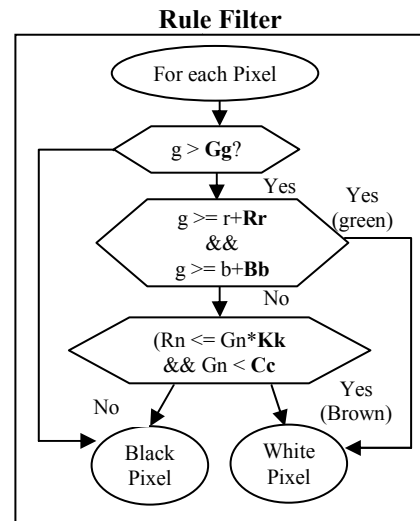 Rule Filter
For each Pixel
g > Gg?
Yes
Yes
(green)
g >= r+Rr
&&
g >= b+Bb
No
(Rn <= Gn*Kk
&& Gn < Cc
No
Yes
(Brown)
Black
Pixel
White
Pixel